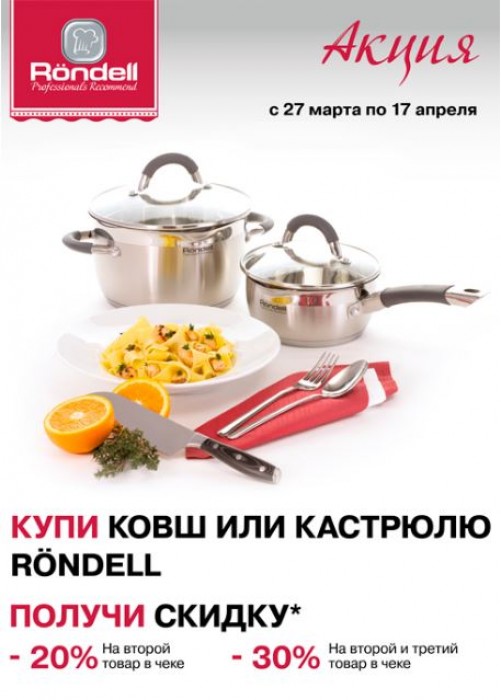 Röndell
Professionals Recommend
Акция
с 27 марта по 17 апреля
Röndell
КУПИ КОВШ ИЛИ КАСТРЮЛЮ
RÖNDELL
ПОЛУЧИ СКИДКУ*
- 20% На второй
товар в чеке
- 30% На второй и третий
товар в чеке